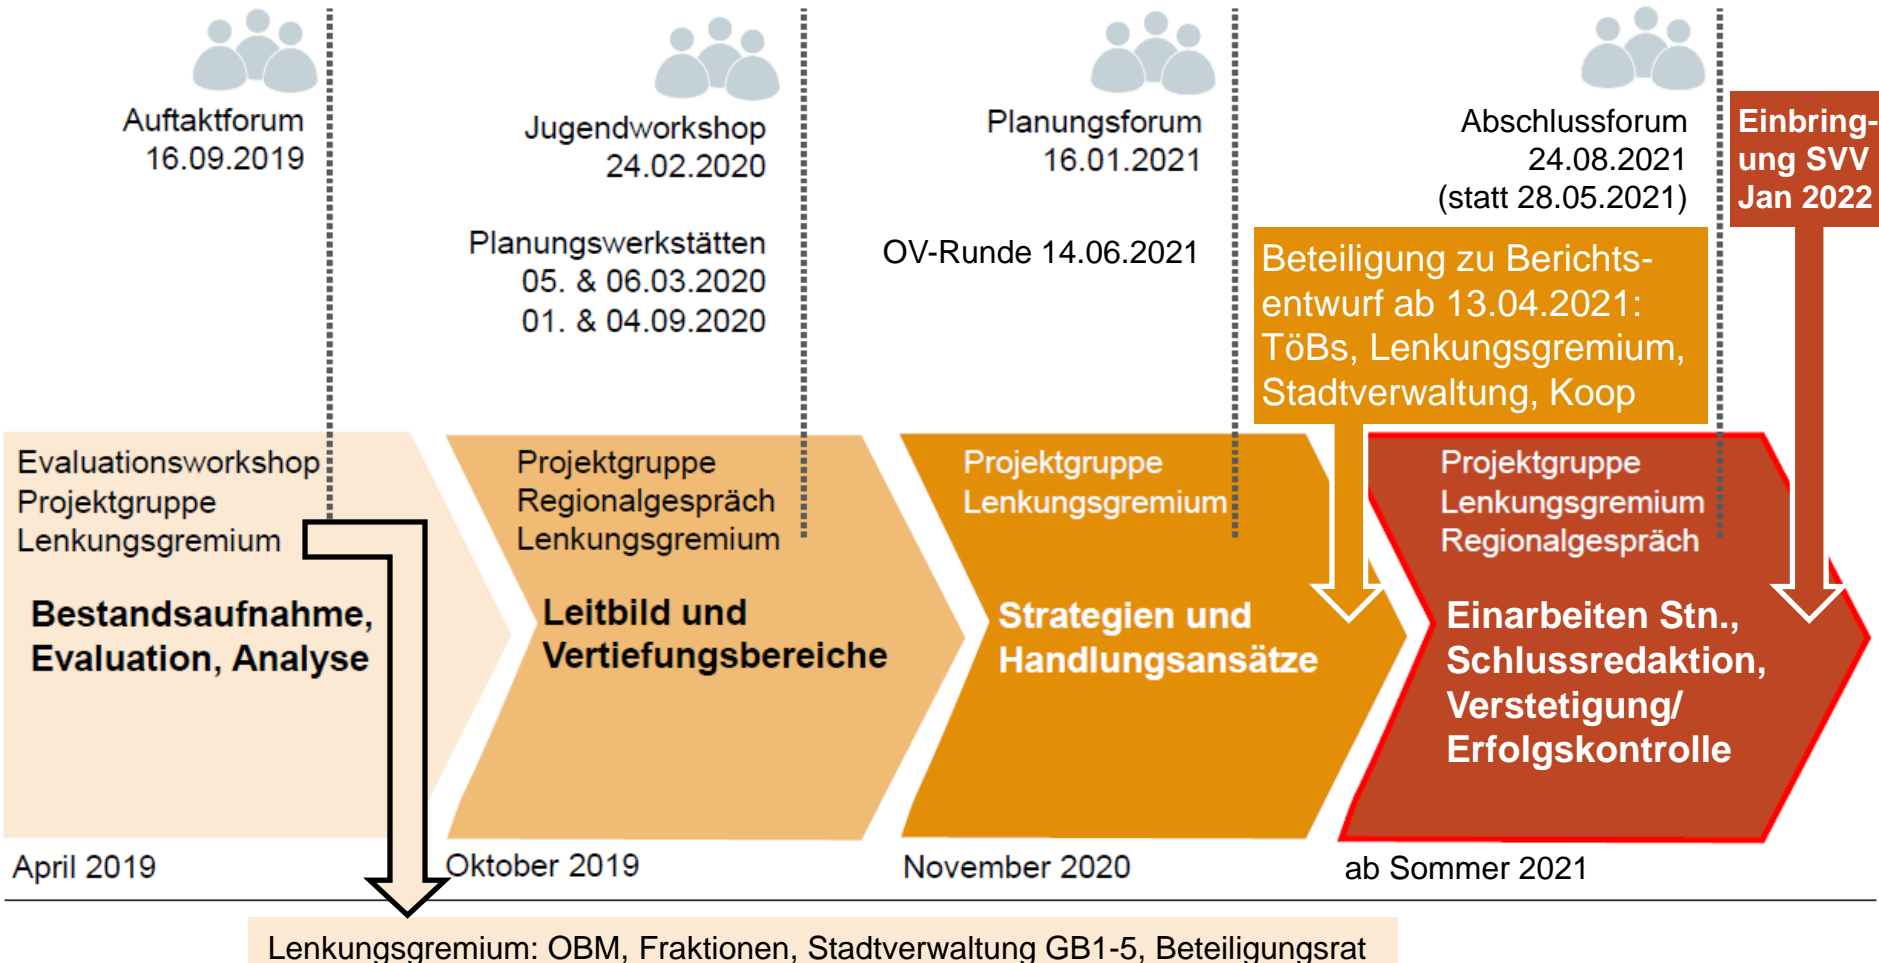 Auftaktforum
16.09.2019
Jugendworkshop
24.02.2020
Planungswerkstätten
05. & 06.03.2020
01. & 04.09.2020
Planungsforum
16.01.2021
OV-Runde 14.06.2021
Abschlussforum
24.08.2021
(statt 28.05.2021)
Einbring-
ung SVV
Jan 2022
Beteiligung zu Berichts-
entwurf ab 13.04.2021:
TöBs, Lenkungsgremium,
Stadtverwaltung, Koop
Evaluationsworkshop
Projektgruppe
Lenkungsgremium
Bestandsaufnahme,
Evaluation, Analyse
Projektgruppe
Regionalgespräch
Lenkungsgremium
Leitbild und
Vertiefungsbereiche
Projektgruppe
Lenkungsgremium
Strategien und
Handlungsansätze
Projektgruppe
Lenkungsgremium
Regionalgespräch
Einarbeiten Stn.,
Schlussredaktion,
Verstetigung/
Erfolgskontrolle
April 2019
Oktober 2019
November 2020
ab Sommer 2021
Lenkungsgremium: OBM, Fraktionen, Stadtverwaltung GB1-5, Beteiligungsrat